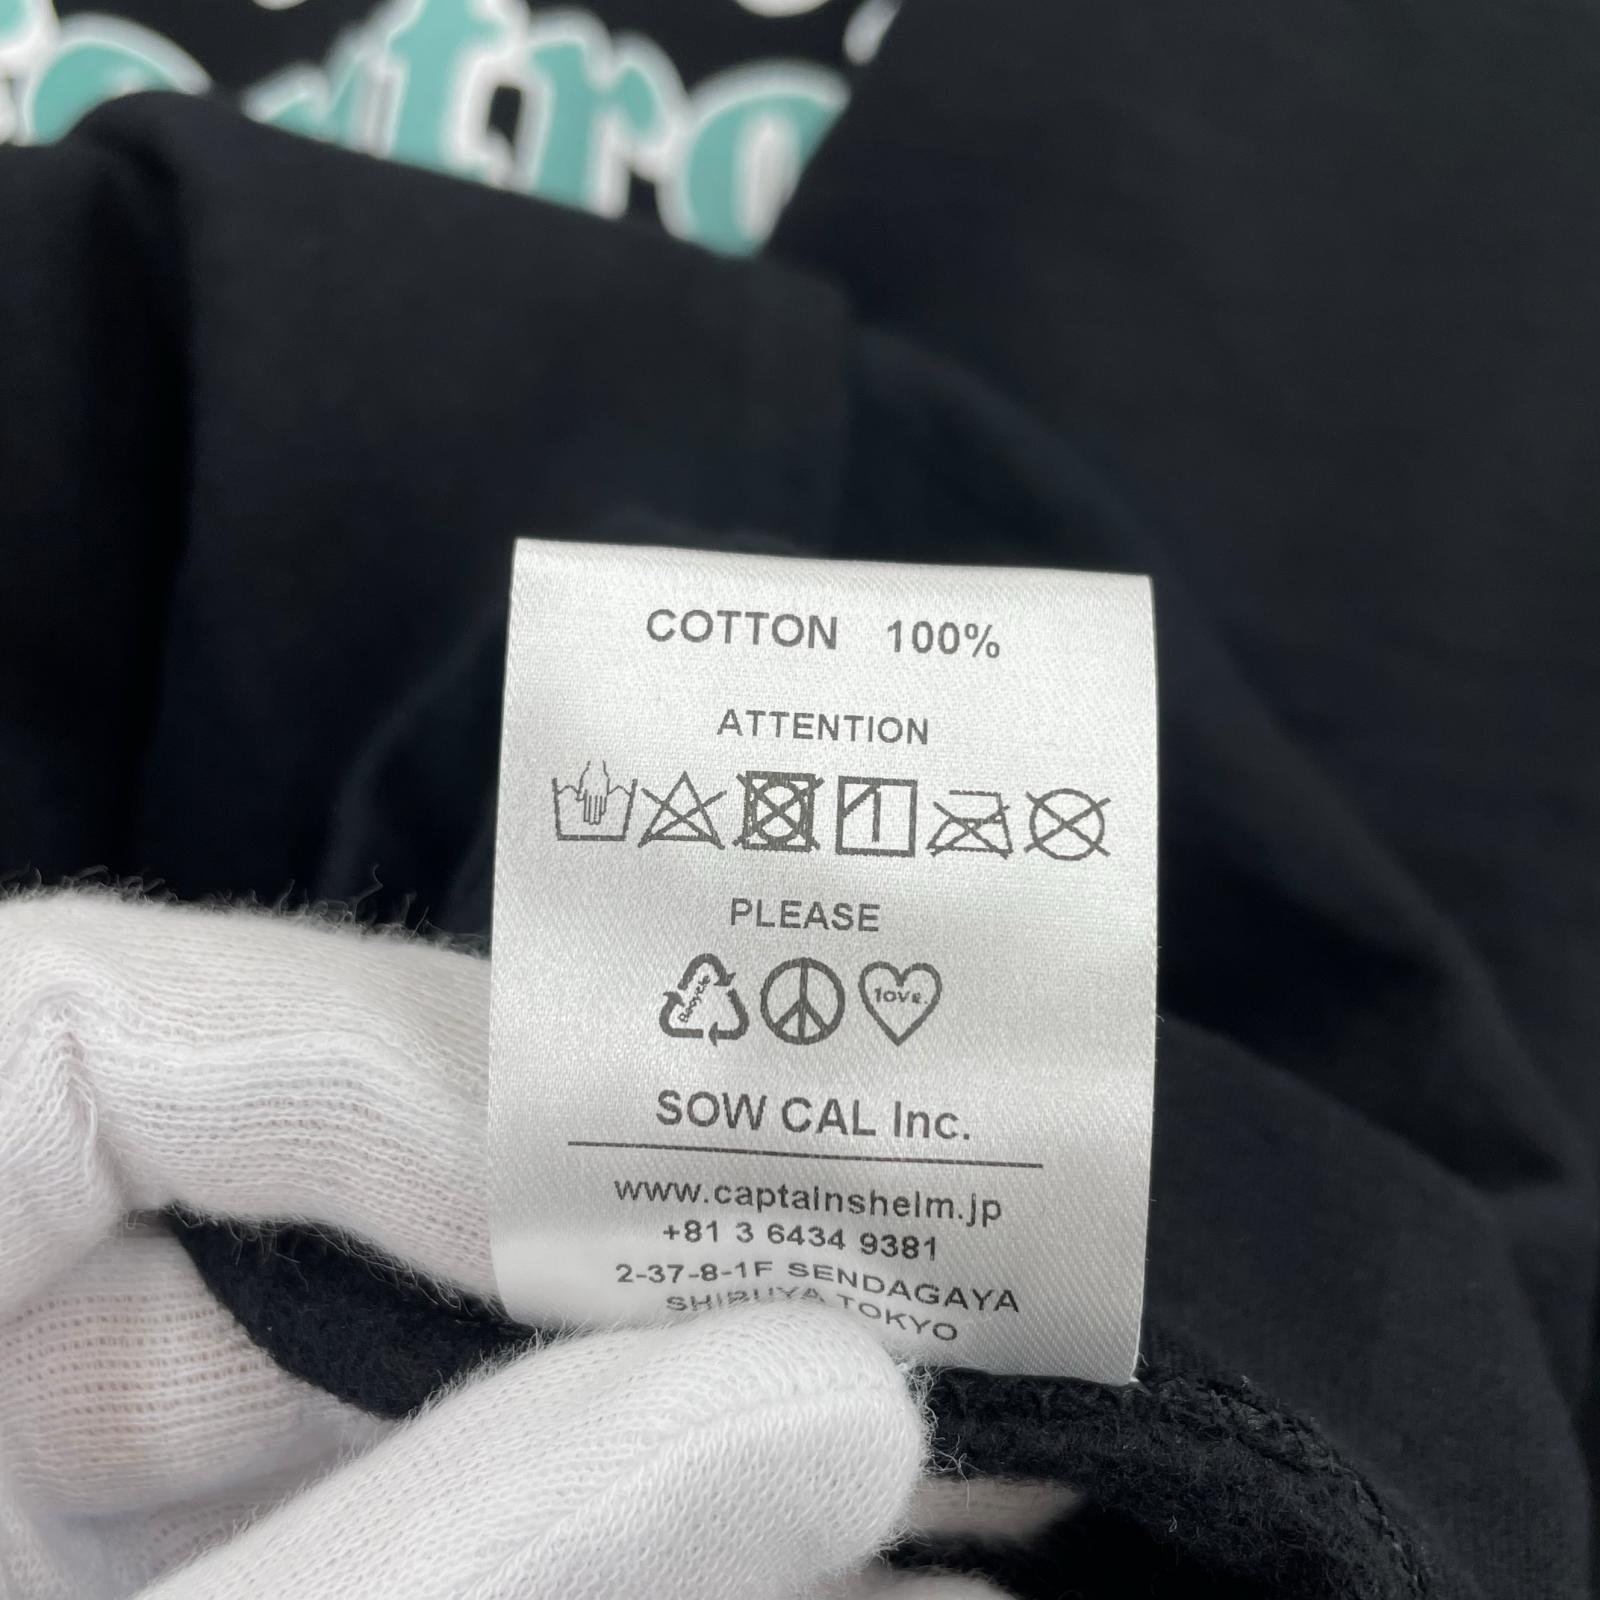 tro
COTTON 100%
ATTENTION
PLEASE
Recycle
love.
SOW CAL Inc.
www.captainshelm.jp
+81 3 6434 9381
2-37-8-1F SENDAGAYA
SHIBUYA TOKYO